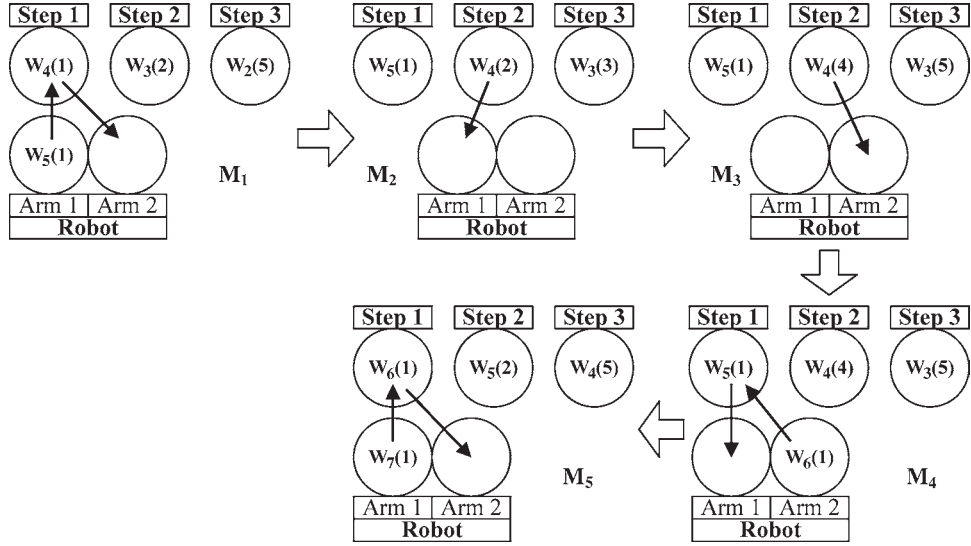 Step 1 Step 2 Step 3
W4(1) W3(2) W2(5)
W5(1)
M1
Arm 1 Arm 2
Robot
Step 1 Step 2 Step 3
W5(1) W4(2) W3(3)
M2
Arm 1 Arm 2
Robot
Step 1 Step 2 Step 3
W5(1) W4(4) W3(5)
M3
Arm 1 Arm 2
Robot
Step 1 Step 2 Step 3
W5(1) W4(4) W3(5)
W6(1)
M4
Arm 1 Arm 2
Robot
Step 1 Step 2 Step 3
W6(1) W5(2) W4(5)
W7(1)
M5
Arm 1 Arm 2
Robot